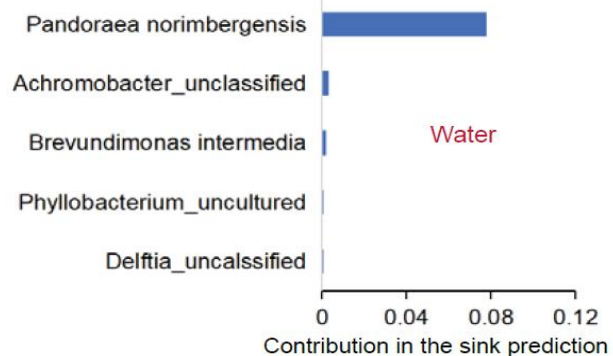 Pandoraea norimbergensis
Achromobacter_unclassified
Brevundimonas intermedia
Water
Phyllobacterium_uncultured
Delftia_uncalssified
0 0.04 0.08 0.12
Contribution in the sink prediction